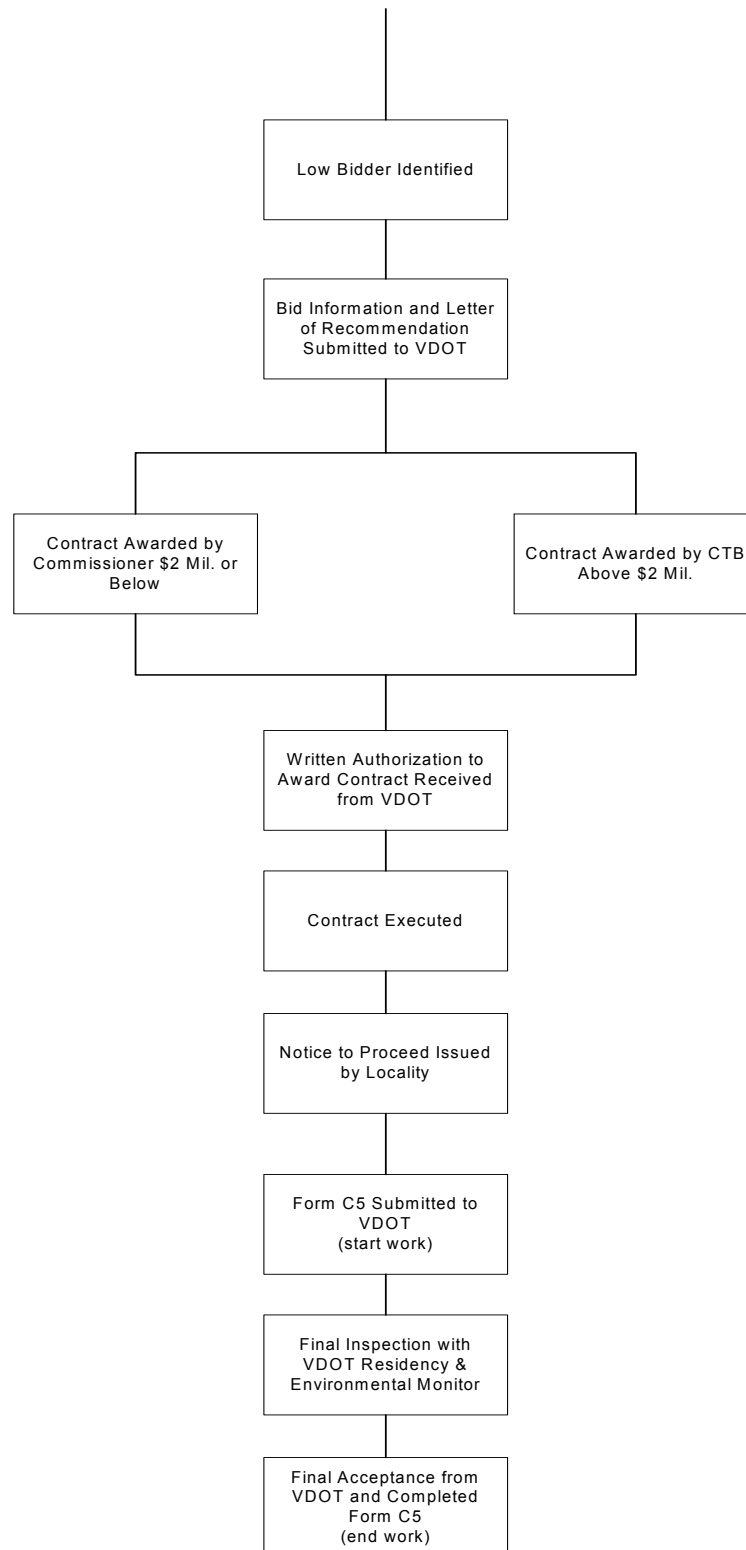 Low Bidder Identified
Bid Information and Letter
of Recommendation
Submitted to VDOT
Contract Awarded by
Commissioner $2 Mil. or
Below
Contract Awarded by CTB
Above $2 Mil.
Written Authorization to
Award Contract Received
from VDOT
Contract Executed
Notice to Proceed Issued
by Locality
Form C5 Submitted to
VDOT
(start work)
Final Inspection with
VDOT Residency &
Environmental Monitor
Final Acceptance from
VDOT and Completed
Form C5
(end work)